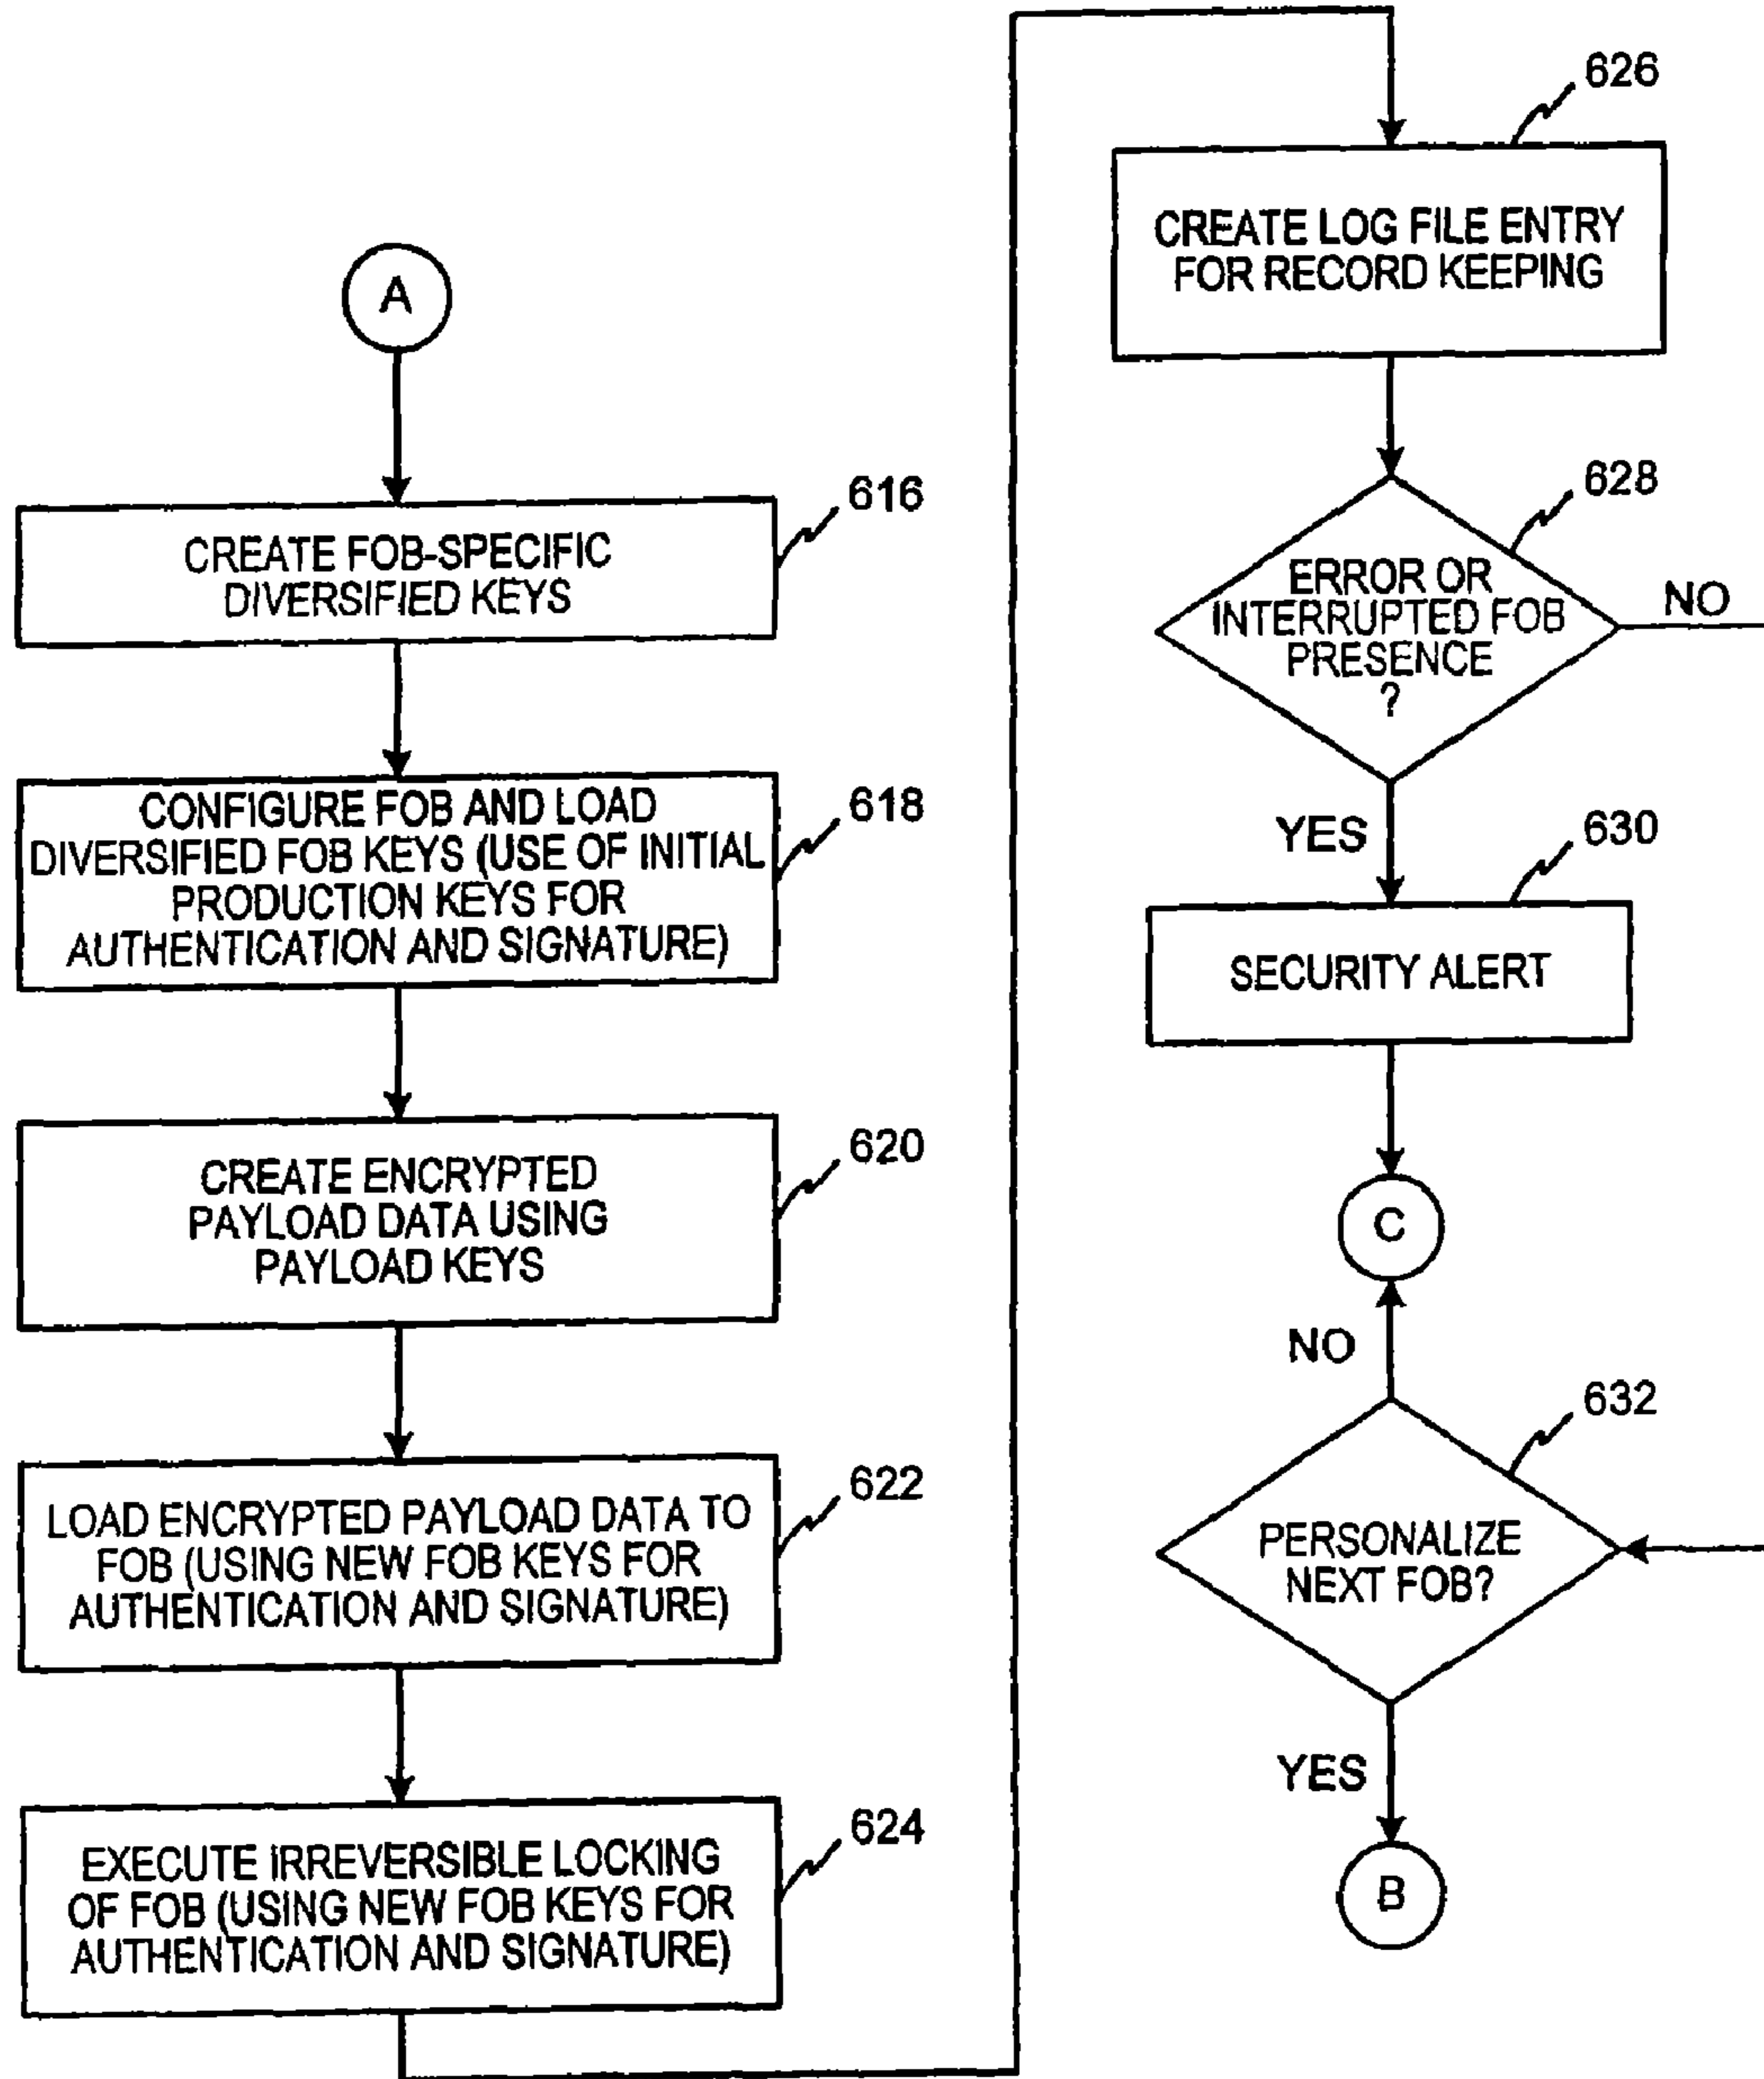 A
616
CREATE FOB-SPECIFIC
DIVERSIFIED KEYS
618
CONFIGURE FOB AND LOAD
DIVERSIFIED FOB KEYS (USE OF INITIAL
PRODUCTION KEYS FOR
AUTHENTICATION AND SIGNATURE)
620
CREATE ENCRYPTED
PAYLOAD DATA USING
PAYLOAD KEYS
622
LOAD ENCRYPTED PAYLOAD DATA TO
FOB (USING NEW FOB KEYS FOR
AUTHENTICATION AND SIGNATURE)
624
EXECUTE IRREVERSIBLE LOCKING
OF FOB (USING NEW FOB KEYS FOR
AUTHENTICATION AND SIGNATURE)
626
CREATE LOG FILE ENTRY
FOR RECORD KEEPING
628
ERROR OR
INTERRUPTED FOB
PRESENCE
?
NO
YES
630
SECURITY ALERT
C
NO
632
PERSONALIZE
NEXT FOB?
YES
B